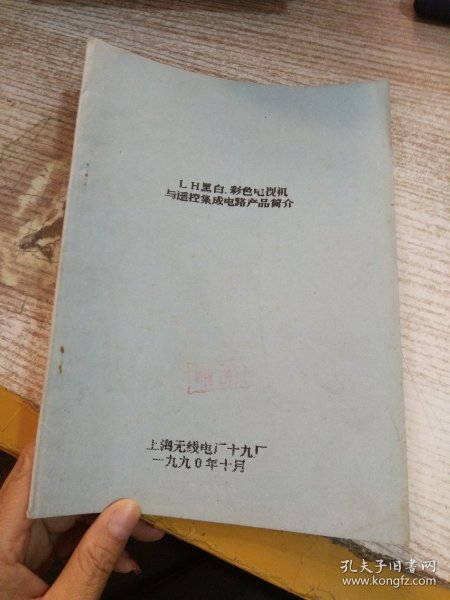 LH黑白.彩色电视机
与遥控集成电路产品简介
上海无线电厂十九厂
一九九0年十月
孔夫子旧书网
www.kongfz.com